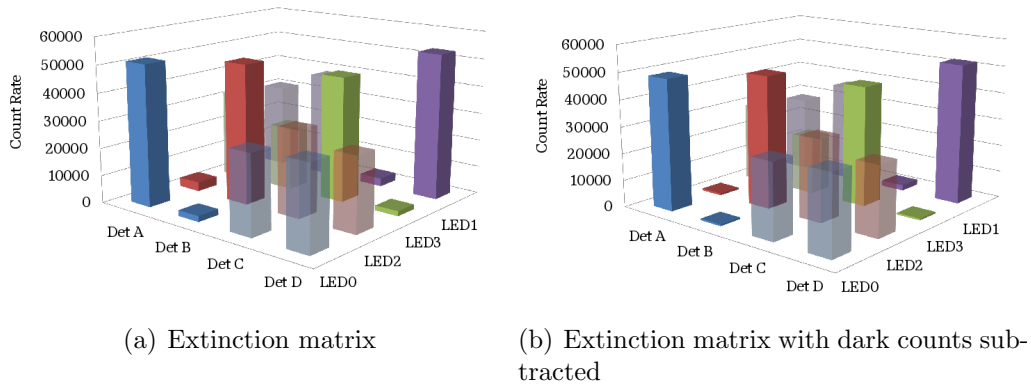 60000
50000
40000
30000
20000
10000
0
Count Rate
Det A
Det B
Det C
Det D
LED0
LED2
LED3
LED1
(a) Extinction matrix
60000
50000
40000
30000
20000
10000
0
Count Rate
Det A
Det B
Det C
Det D
LED0
LED2
LED3
LED1
(b) Extinction matrix with dark counts sub-
tracted